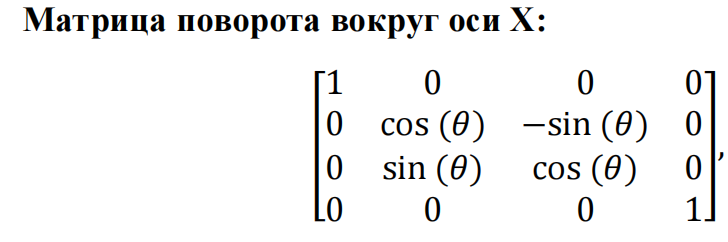 Матрица поворота вокруг оси X:
[1 0 0 0]
[0 cos (θ) −sin (θ) 0]
[0 sin (θ) cos (θ) 0]
[0 0 0 1],